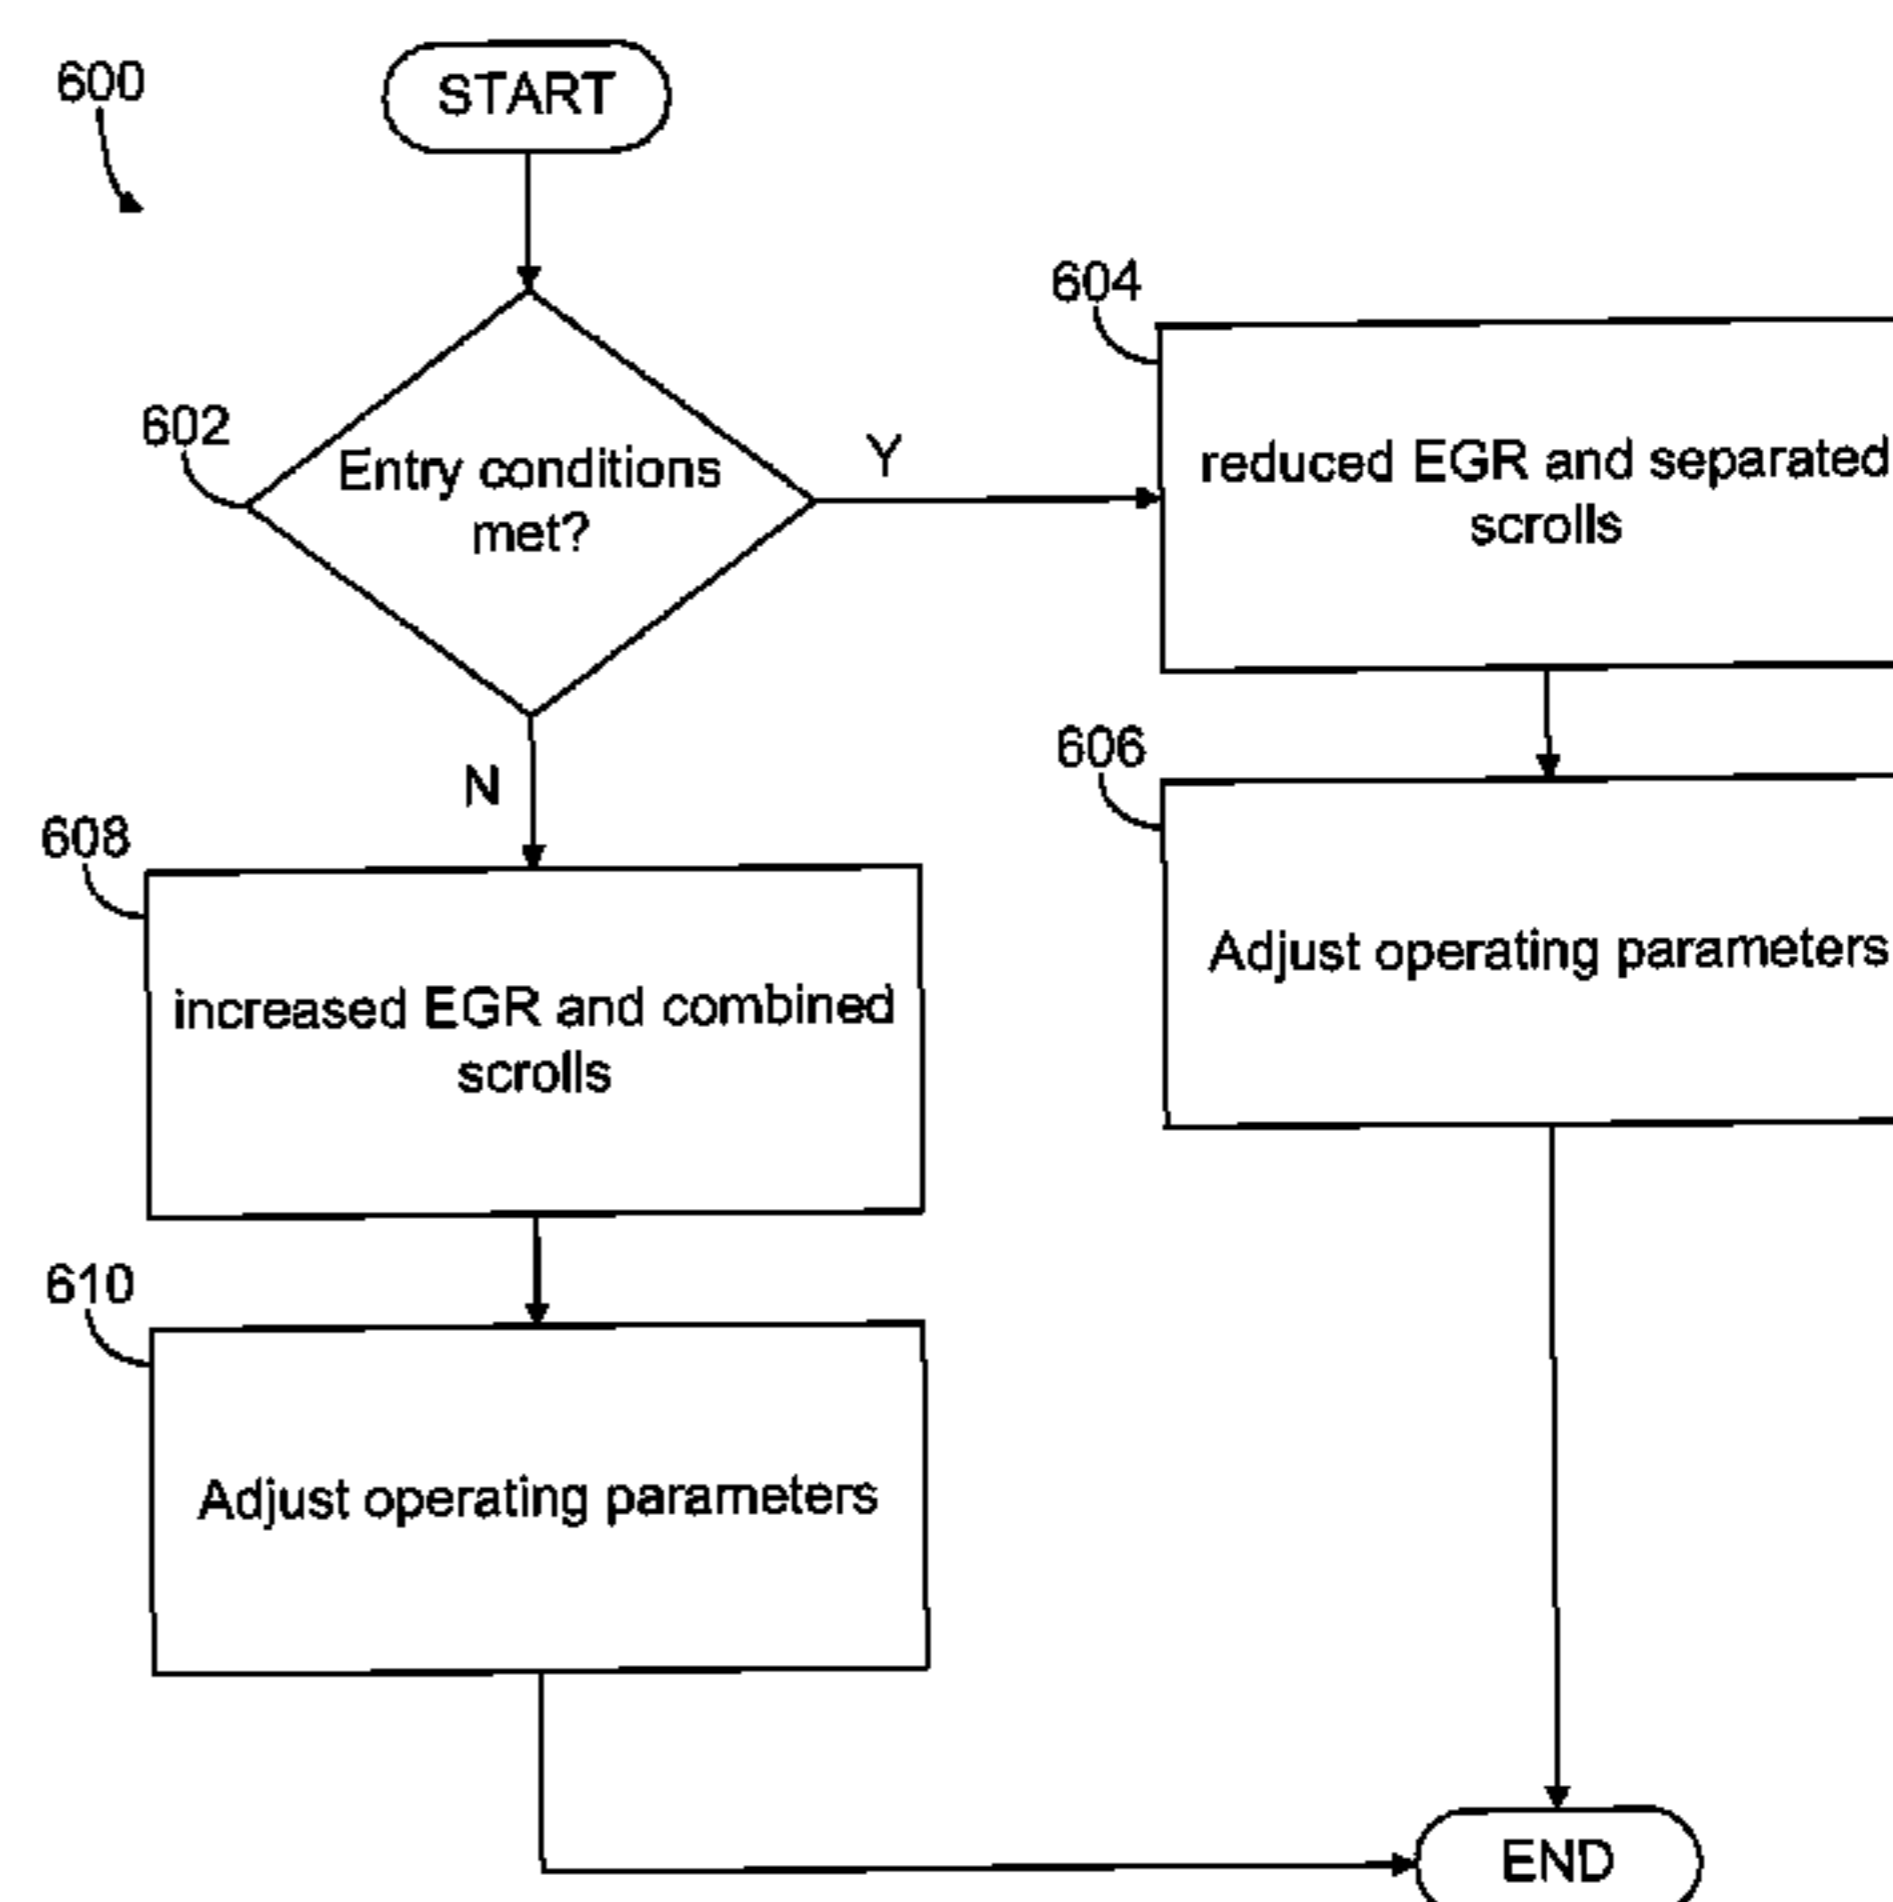 600
START
602
Entry conditions
met?
Y
604
reduced EGR and separated
scrolls
606
Adjust operating parameters
N
608
increased EGR and combined
scrolls
610
Adjust operating parameters
END